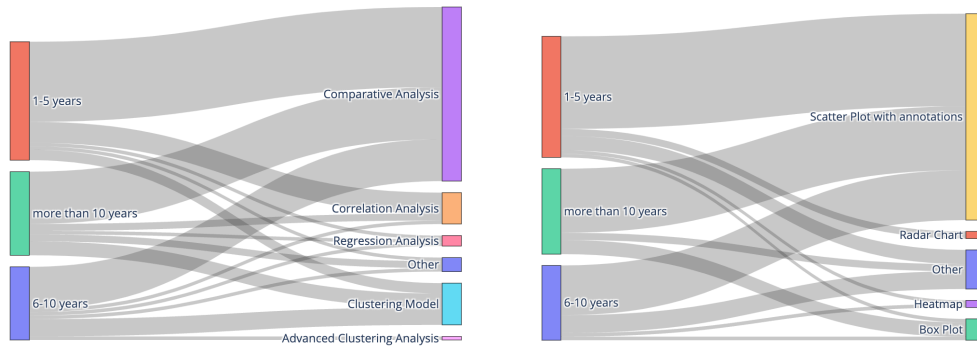 1-5 years
more than 10 years
6-10 years
Comparative Analysis
Correlation Analysis
Regression Analysis
Other
Clustering Model
Advanced Clustering Analysis
1-5 years
more than 10 years
6-10 years
Scatter Plot with annotations
Radar Chart
Other
Heatmap
Box Plot